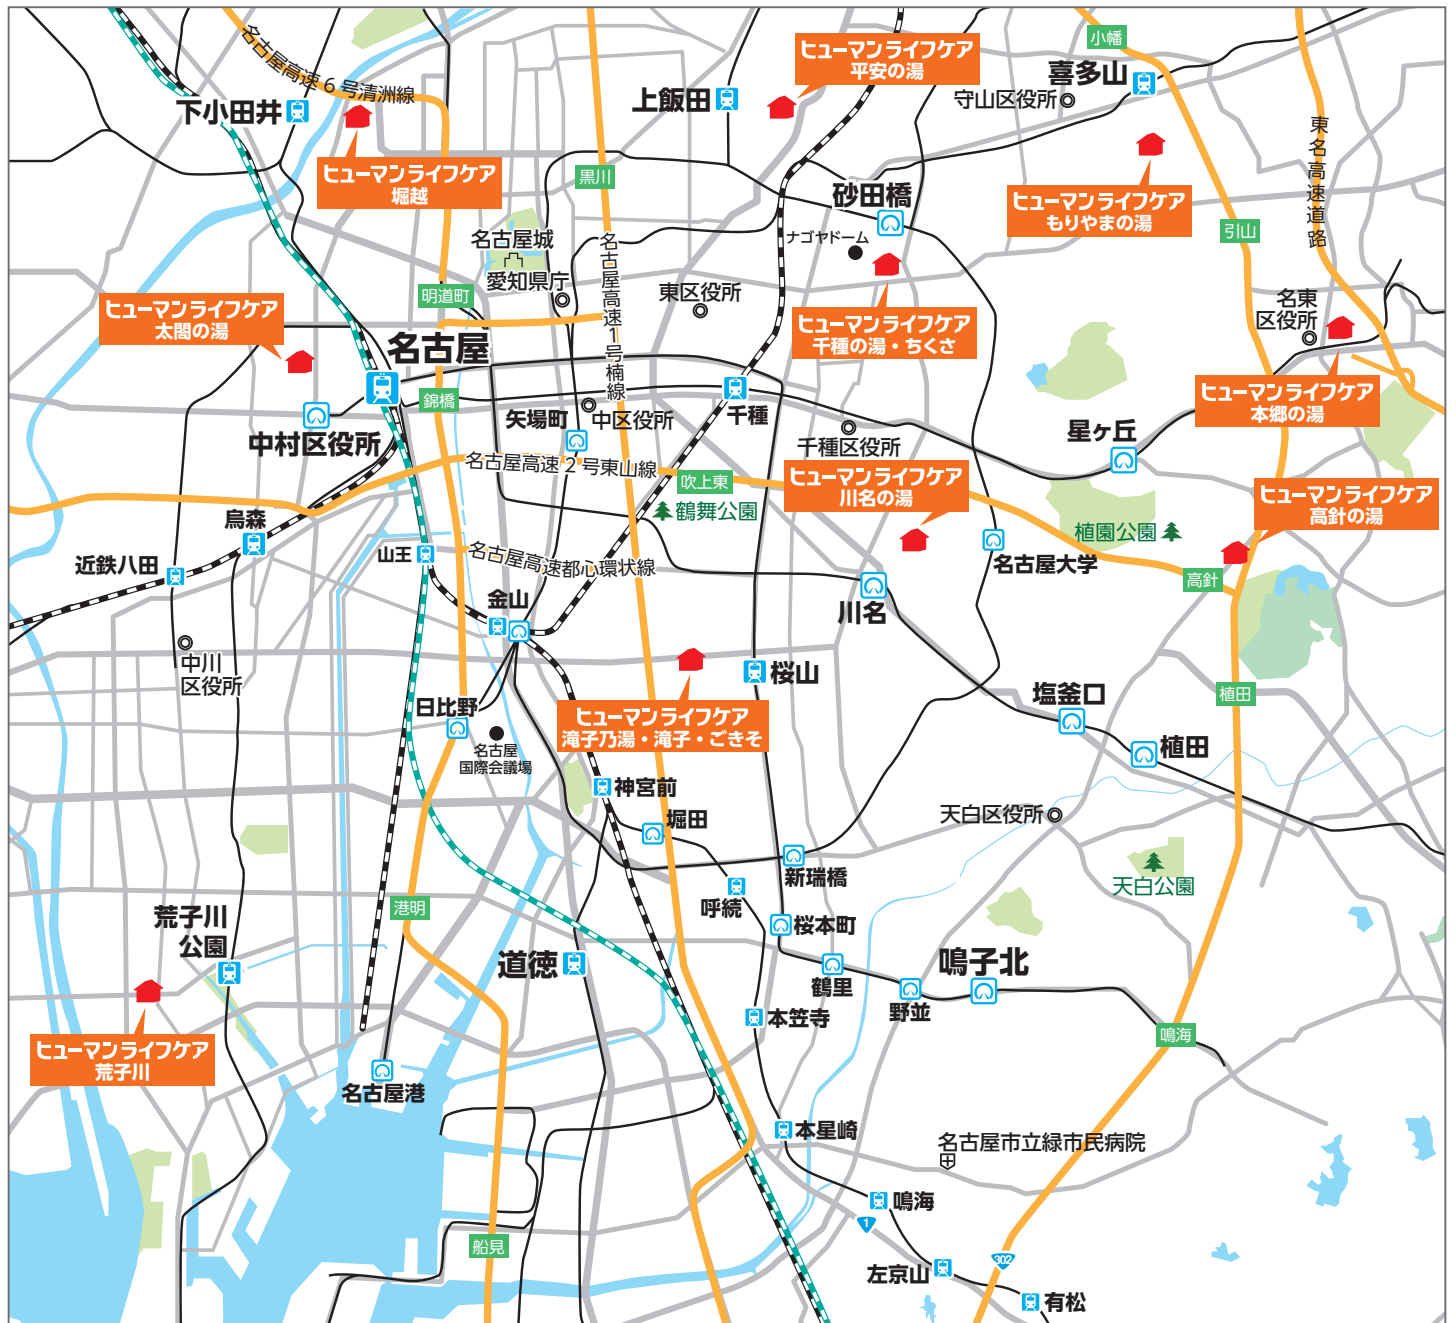 名古屋高速6号清洲線
小幡
ヒューマンライフケア
平安の湯
喜多山
守山区役所
上飯田
下小田井
東名高速道路
ヒューマンライフケア
堀越
黒川
砂田橋
ヒューマンライフケア
もりやまの湯
引山
名古屋城
ナゴヤドーム
愛知県庁
名古屋高速1号楠線
東区役所
明道町
ヒューマンライフケア
太閤の湯
ヒューマンライフケア
千種の湯・ちくさ
名東
区役所
名古屋
錦橋
ヒューマンライフケア
本郷の湯
矢場町
中区役所
千種
中村区役所
千種区役所
星ヶ丘
名古屋高速2号東山線
吹上東
ヒューマンライフケア
川名の湯
ヒューマンライフケア
高針の湯
鶴舞公園
烏森
植園公園
近鉄八田
山王
名古屋高速都心環状線
名古屋大学
高針
金山
川名
中川
区役所
桜山
塩釜口
植田
日比野
ヒューマンライフケア
滝子乃湯・滝子・ごきそ
名古屋
国際会議場
植田
神宮前
堀田
天白区役所
新瑞橋
天白公園
呼続
港明
荒子川
公園
桜本町
道徳
鶴里
鳴子北
野並
本笠寺
鳴海
ヒューマンライフケア
荒子川
名古屋港
本星崎
名古屋市立緑市民病院
鳴海
1
船見
302
左京山
有松